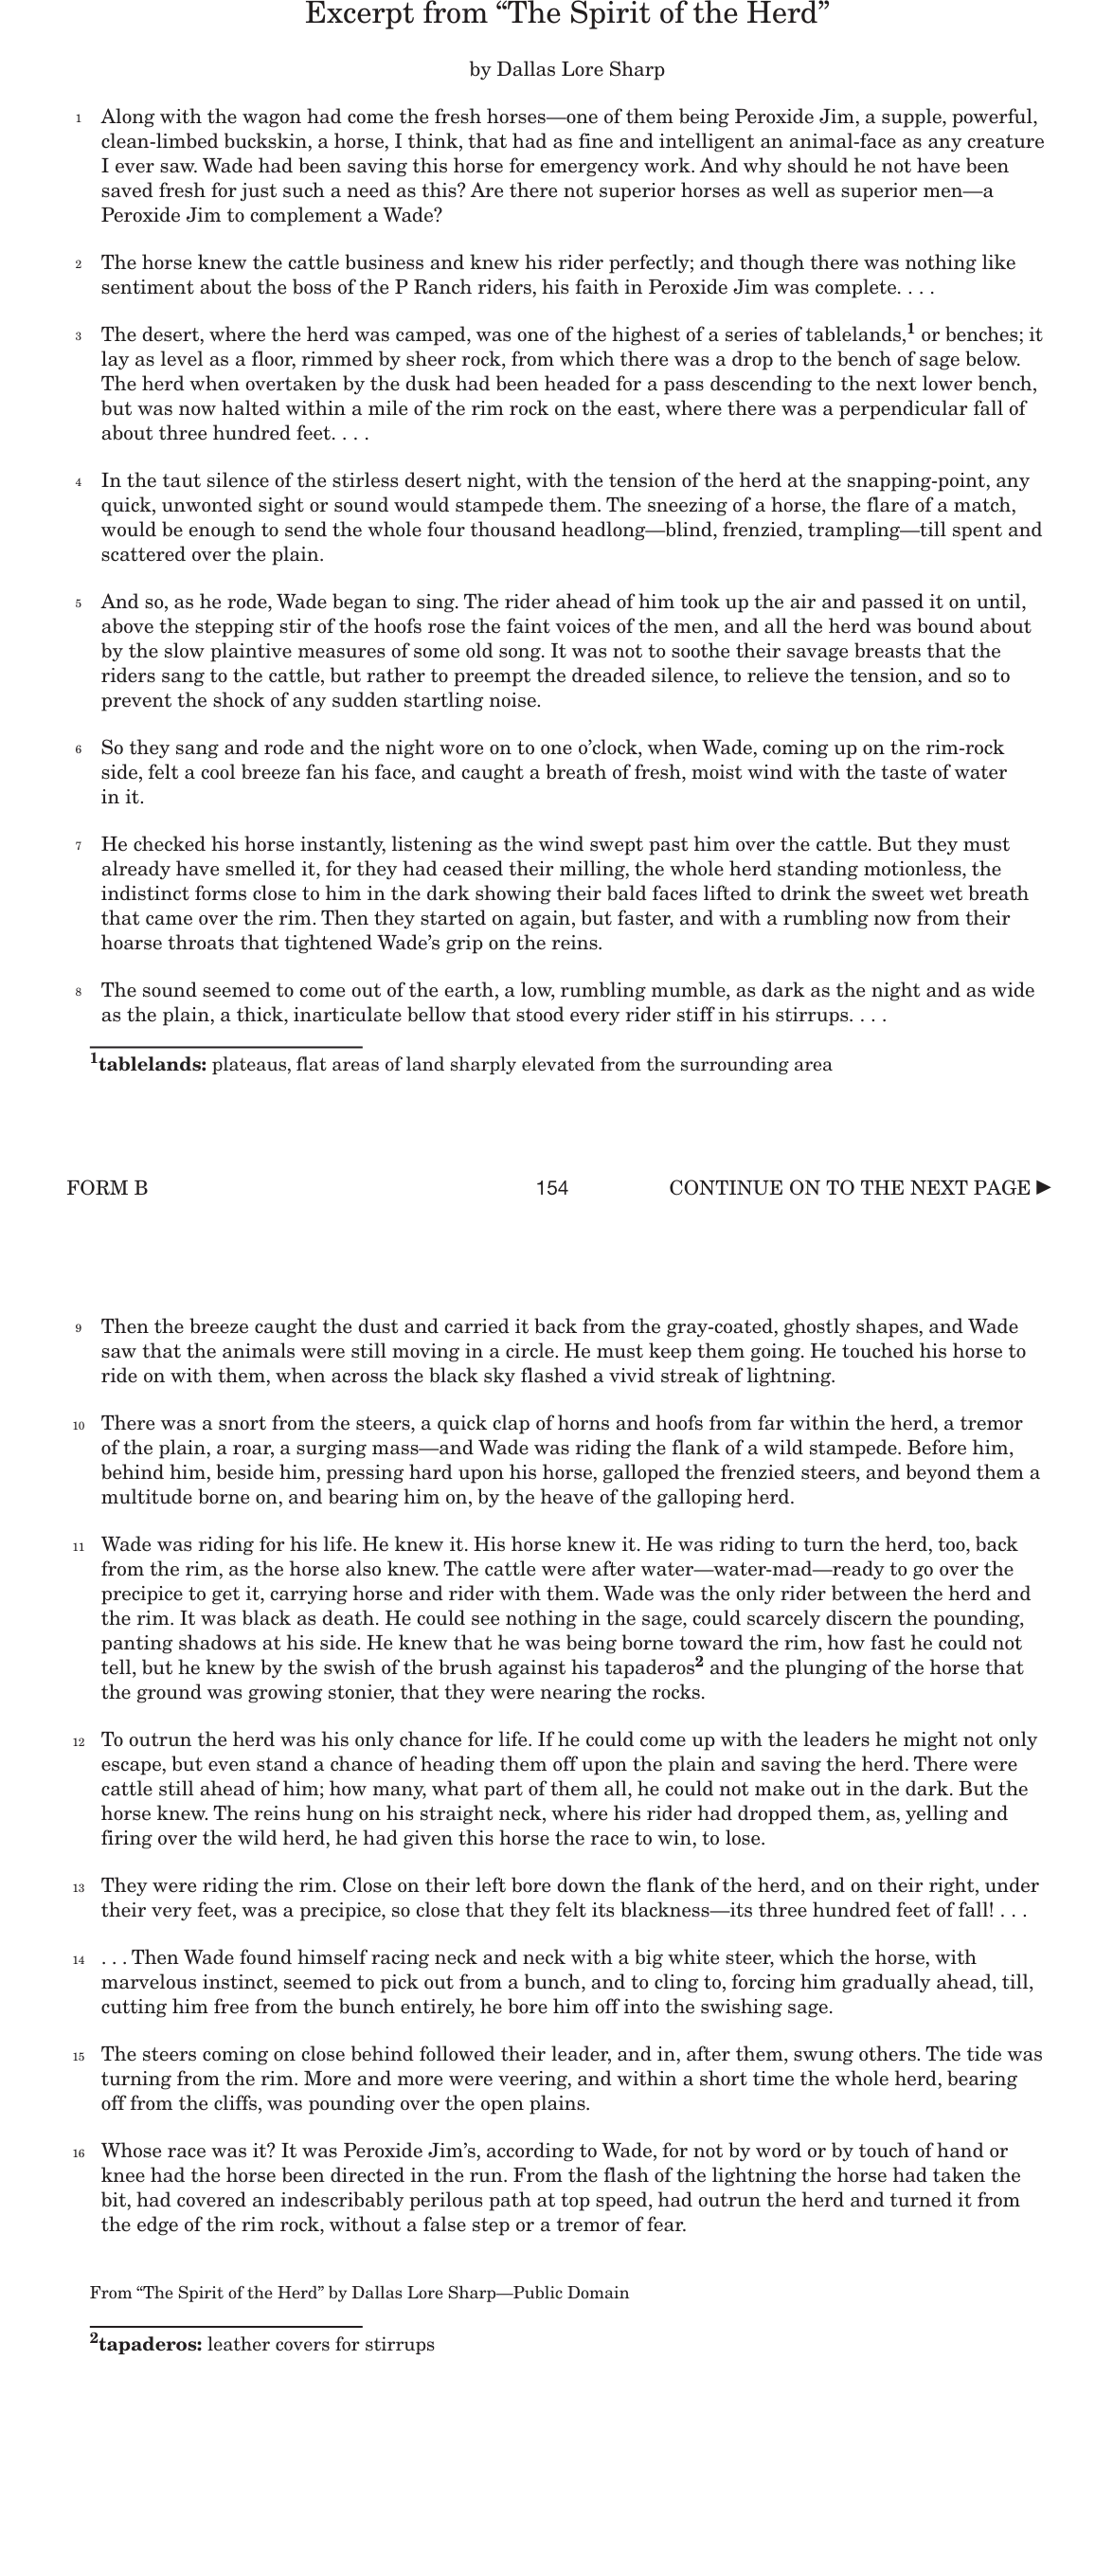 Excerpt from “The Spirit of the Herd”
by Dallas Lore Sharp
1 Along with the wagon had come the fresh horses—one of them being Peroxide Jim, a supple, powerful,
clean-limbed buckskin, a horse, I think, that had as fine and intelligent an animal-face as any creature
I ever saw. Wade had been saving this horse for emergency work. And why should he not have been
saved fresh for just such a need as this? Are there not superior horses as well as superior men—a
Peroxide Jim to complement a Wade?
2 The horse knew the cattle business and knew his rider perfectly; and though there was nothing like
sentiment about the boss of the P Ranch riders, his faith in Peroxide Jim was complete. . . .
3 The desert, where the herd was camped, was one of the highest of a series of tablelands,1 or benches; it
lay as level as a floor, rimmed by sheer rock, from which there was a drop to the bench of sage below.
The herd when overtaken by the dusk had been headed for a pass descending to the next lower bench,
but was now halted within a mile of the rim rock on the east, where there was a perpendicular fall of
about three hundred feet. . . .
4 In the taut silence of the stirless desert night, with the tension of the herd at the snapping-point, any
quick, unwonted sight or sound would stampede them. The sneezing of a horse, the flare of a match,
would be enough to send the whole four thousand headlong—blind, frenzied, trampling—till spent and
scattered over the plain.
5 And so, as he rode, Wade began to sing. The rider ahead of him took up the air and passed it on until,
above the stepping stir of the hoofs rose the faint voices of the men, and all the herd was bound about
by the slow plaintive measures of some old song. It was not to soothe their savage breasts that the
riders sang to the cattle, but rather to preempt the dreaded silence, to relieve the tension, and so to
prevent the shock of any sudden startling noise.
6 So they sang and rode and the night wore on to one o’clock, when Wade, coming up on the rim-rock
side, felt a cool breeze fan his face, and caught a breath of fresh, moist wind with the taste of water
in it.
7 He checked his horse instantly, listening as the wind swept past him over the cattle. But they must
already have smelled it, for they had ceased their milling, the whole herd standing motionless, the
indistinct forms close to him in the dark showing their bald faces lifted to drink the sweet wet breath
that came over the rim. Then they started on again, but faster, and with a rumbling now from their
hoarse throats that tightened Wade’s grip on the reins.
8 The sound seemed to come out of the earth, a low, rumbling mumble, as dark as the night and as wide
as the plain, a thick, inarticulate bellow that stood every rider stiff in his stirrups. . . .
1tablelands: plateaus, flat areas of land sharply elevated from the surrounding area
FORM B 154 CONTINUE ON TO THE NEXT PAGE ►
9 Then the breeze caught the dust and carried it back from the gray-coated, ghostly shapes, and Wade
saw that the animals were still moving in a circle. He must keep them going. He touched his horse to
ride on with them, when across the black sky flashed a vivid streak of lightning.
10 There was a snort from the steers, a quick clap of horns and hoofs from far within the herd, a tremor
of the plain, a roar, a surging mass—and Wade was riding the flank of a wild stampede. Before him,
behind him, beside him, pressing hard upon his horse, galloped the frenzied steers, and beyond them a
multitude borne on, and bearing him on, by the heave of the galloping herd.
11 Wade was riding for his life. He knew it. His horse knew it. He was riding to turn the herd, too, back
from the rim, as the horse also knew. The cattle were after water—water-mad—ready to go over the
precipice to get it, carrying horse and rider with them. Wade was the only rider between the herd and
the rim. It was black as death. He could see nothing in the sage, could scarcely discern the pounding,
panting shadows at his side. He knew that he was being borne toward the rim, how fast he could not
tell, but he knew by the swish of the brush against his tapaderos2 and the plunging of the horse that
the ground was growing stonier, that they were nearing the rocks.
12 To outrun the herd was his only chance for life. If he could come up with the leaders he might not only
escape, but even stand a chance of heading them off upon the plain and saving the herd. There were
cattle still ahead of him; how many, what part of them all, he could not make out in the dark. But the
horse knew. The reins hung on his straight neck, where his rider had dropped them, as, yelling and
firing over the wild herd, he had given this horse the race to win, to lose.
13 They were riding the rim. Close on their left bore down the flank of the herd, and on their right, under
their very feet, was a precipice, so close that they felt its blackness—its three hundred feet of fall! . . .
14 . . . Then Wade found himself racing neck and neck with a big white steer, which the horse, with
marvelous instinct, seemed to pick out from a bunch, and to cling to, forcing him gradually ahead, till,
cutting him free from the bunch entirely, he bore him off into the swishing sage.
15 The steers coming on close behind followed their leader, and in, after them, swung others. The tide was
turning from the rim. More and more were veering, and within a short time the whole herd, bearing
off from the cliffs, was pounding over the open plains.
16 Whose race was it? It was Peroxide Jim’s, according to Wade, for not by word or by touch of hand or
knee had the horse been directed in the run. From the flash of the lightning the horse had taken the
bit, had covered an indescribably perilous path at top speed, had outrun the herd and turned it from
the edge of the rim rock, without a false step or a tremor of fear.
From “The Spirit of the Herd” by Dallas Lore Sharp—Public Domain
2tapaderos: leather covers for stirrups